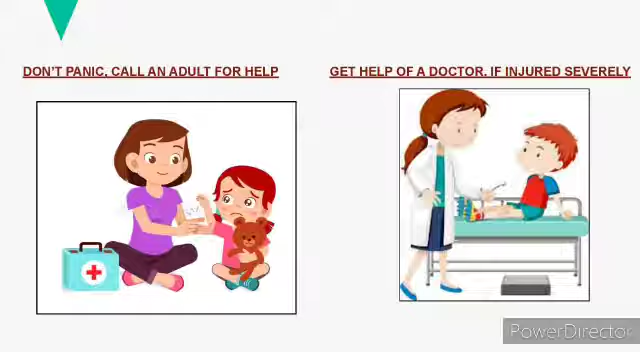 DON'T PANIC. CALL AN ADULT FOR HELP
GET HELP OF A DOCTOR. IF INJURED SEVERELY
PowerDirector